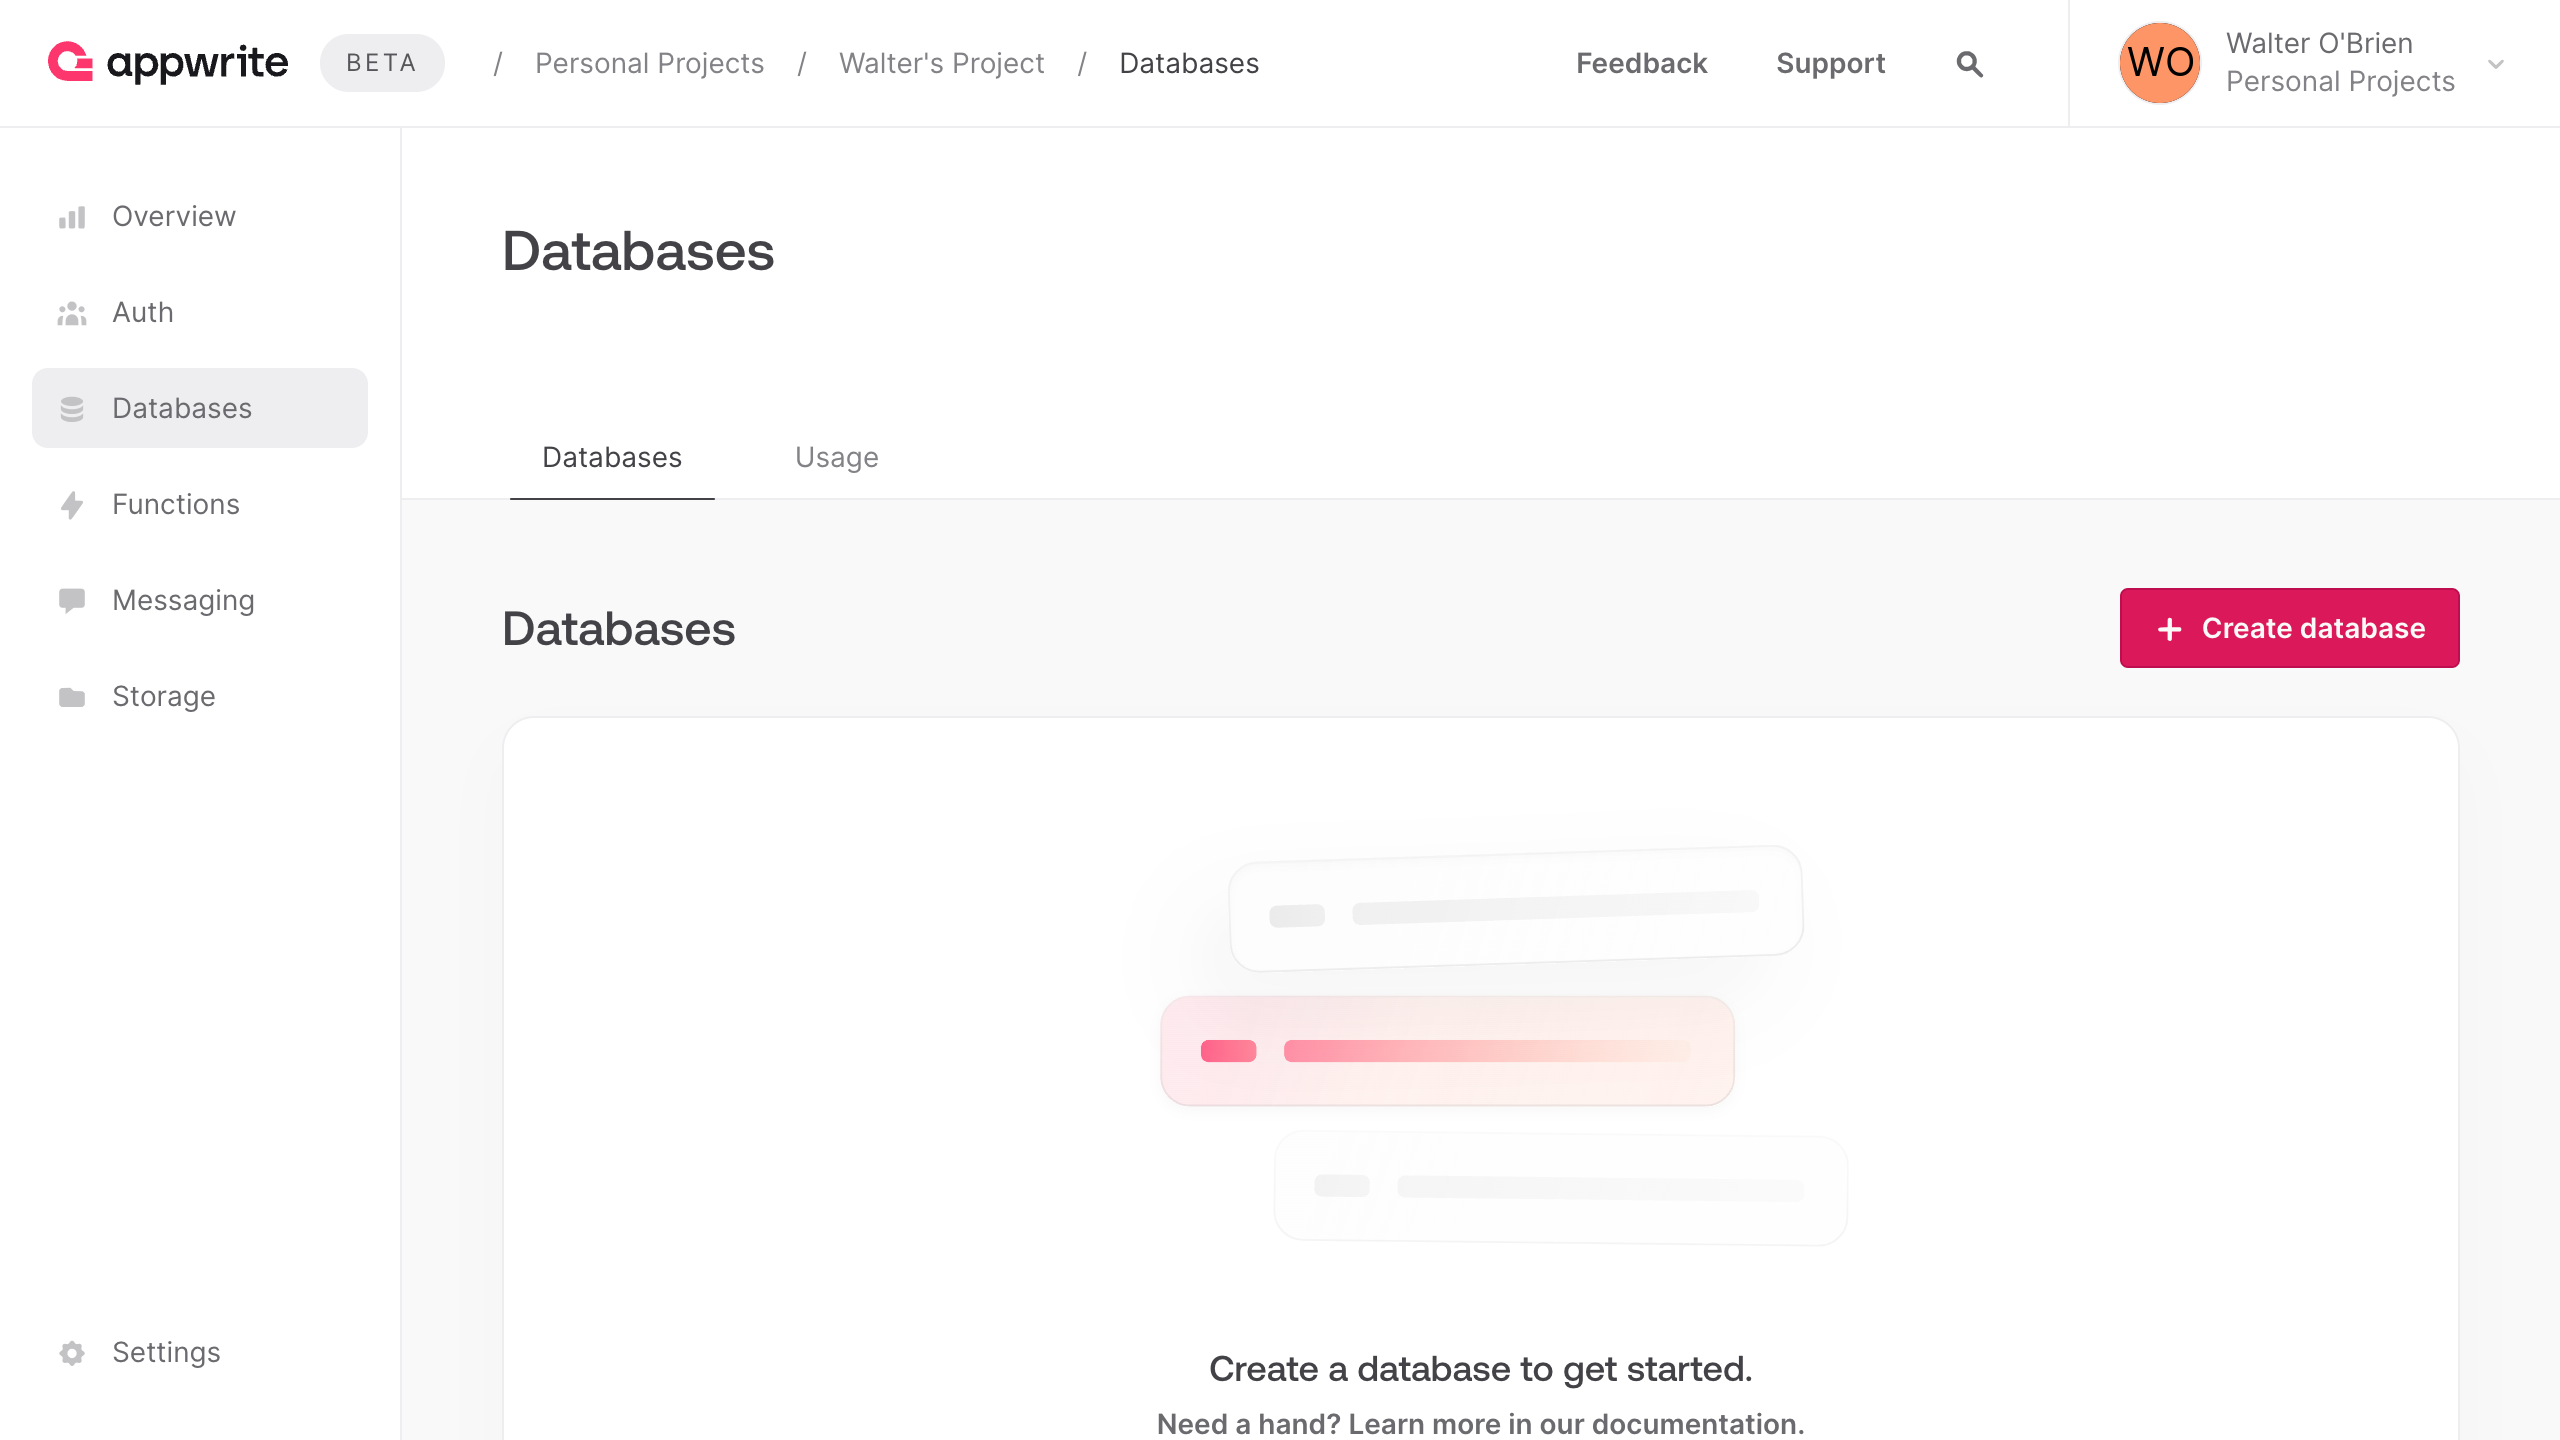 appwrite BETA / Personal Projects / Walter's Project / Databases Feedback Support WO Walter O'Brien
Personal Projects
Overview
Auth
Databases
Functions
Messaging
Storage
Settings
Databases
Databases Usage
Databases
+ Create database
Create a database to get started.
Need a hand? Learn more in our documentation.